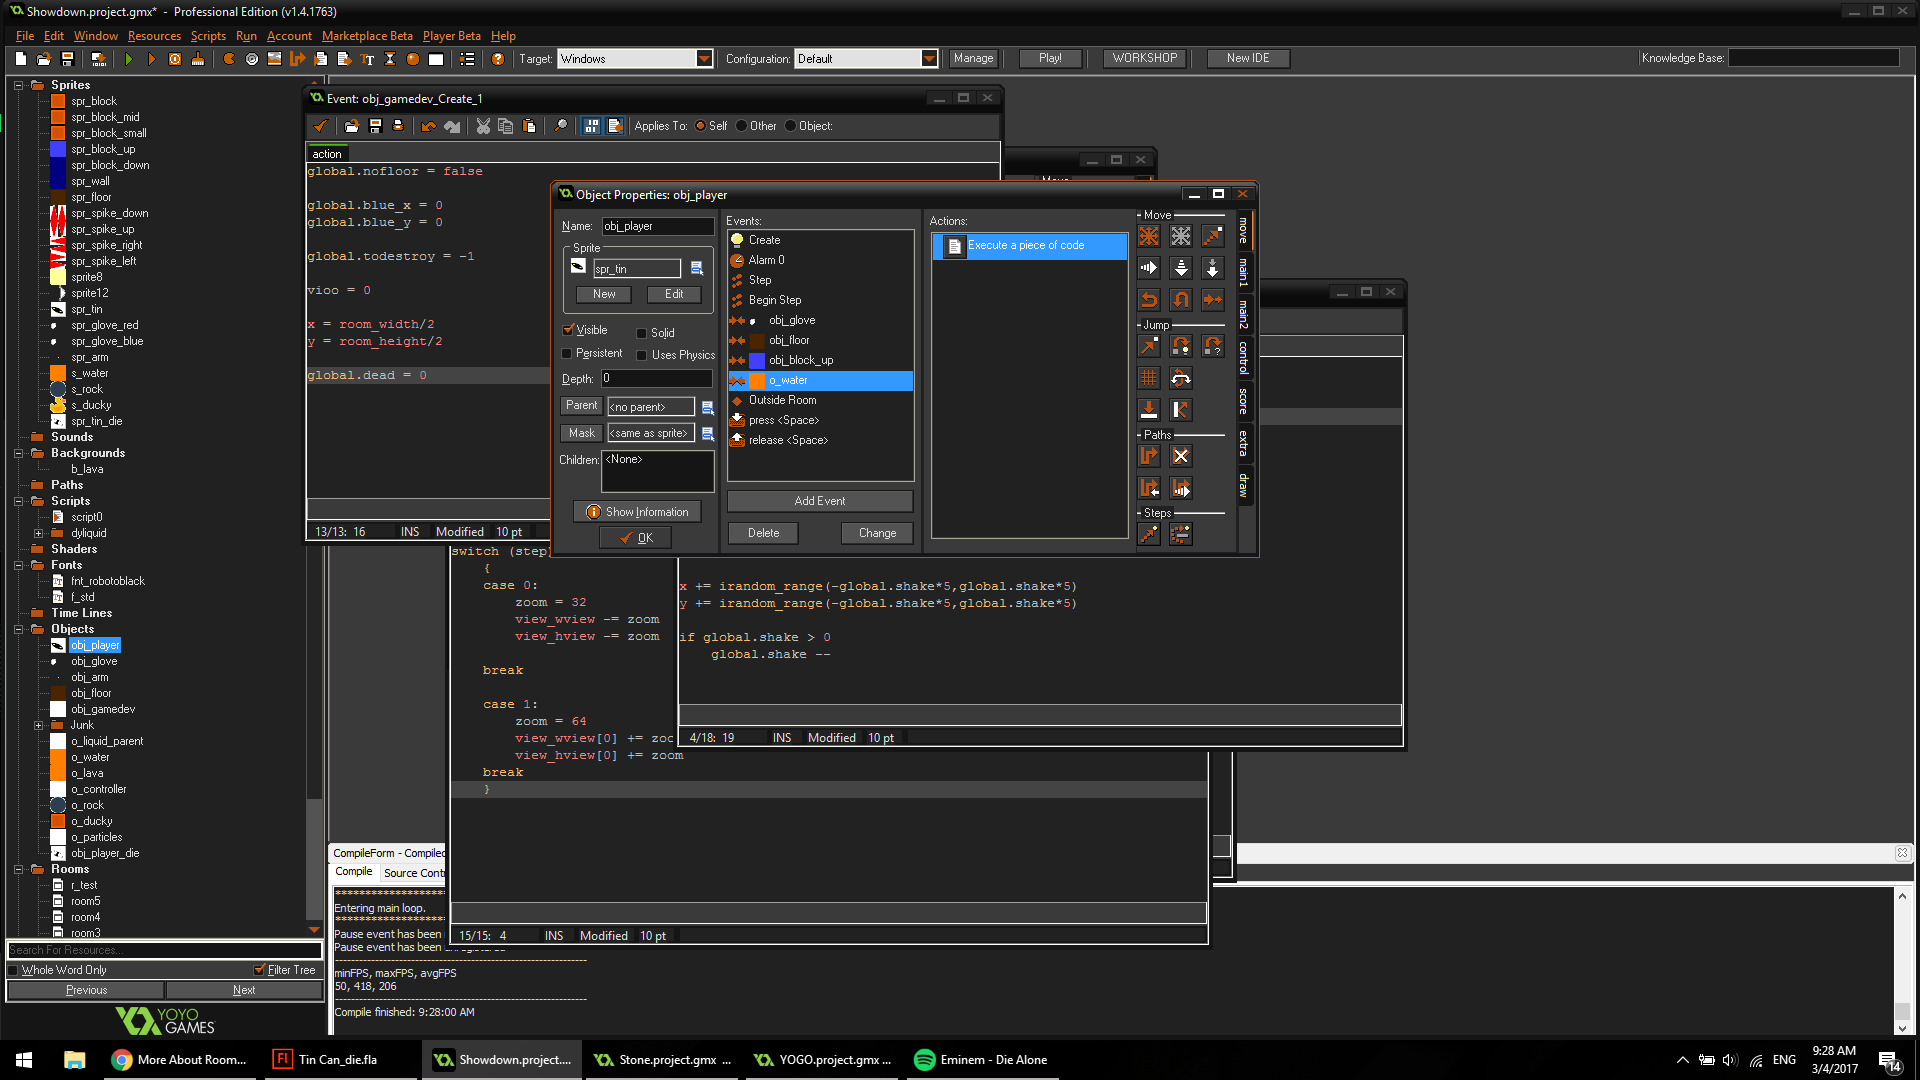 Showdown.project.gmx* - Professional Edition (v1.4.1763)
File Edit Window Resources Scripts Run Account Marketplace Beta Player Beta Help
Target: Windows Configuration: Default Manage Play! WORKSHOP New IDE Knowledge Base:
Sprites
spr_block
spr_block_mid
spr_block_small
spr_block_up
spr_block_down
spr_wall
spr_floor
spr_spike_down
spr_spike_up
spr_spike_right
spr_spike_left
sprite8
sprite12
spr_tin
spr_glove_red
spr_glove_blue
spr_arm
s_water
s_rock
s_ducky
spr_tin_die
Sounds
Backgrounds
b_lava
Paths
Scripts
script0
dyliquid
Shaders
Fonts
fnt_robotoblack
f_std
Time Lines
Objects
obj_player
obj_glove
obj_arm
obj_floor
obj_gamedev
Junk
o_liquid_parent
o_water
o_lava
o_controller
o_rock
o_ducky
o_particles
obj_player_die
Rooms
r_test
room5
room4
room3
Search For Resources...
Whole Word Only Filter Tree
Previous Next
YOYO
GAMES
Event: obj_gamedev_Create_1
Applies To: Self Other Object:
action
global.nofloor = false
global.blue_x = 0
global.blue_y = 0
global.todestroy = -1
vioo = 0
x = room_width/2
y = room_height/2
global.dead = 0
13/13: 16 INS Modified 10 pt
Object Properties: obj_player
Name: obj_player
Sprite
spr_tin
New Edit
Visible Solid
Persistent Uses Physics
Depth: 0
Parent <no parent>
Mask <same as sprite>
Children: <None>
Show Information
OK
Events:
Create
Alarm 0
Step
Begin Step
obj_glove
obj_floor
obj_block_up
o_water
Outside Room
press <Space>
release <Space>
Add Event
Delete Change
Actions:
Execute a piece of code
Move
Jump
Paths
Steps
move
main1
main2
control
score
extra
draw
switch (step)
{
case 0:
zoom = 32
view_wview -= zoom
view_hview -= zoom
break
case 1:
zoom = 64
view_wview[0] += zoo
view_hview[0] += zoom
break
}
15/15: 4 INS Modified 10 pt
x += irandom_range(-global.shake*5,global.shake*5)
y += irandom_range(-global.shake*5,global.shake*5)
if global.shake > 0
global.shake --
4/18: 19 INS Modified 10 pt
CompileForm - Compiled
Compile Source Contr
Entering main loop.
Pause event has been
Pause event has been
minFPS, maxFPS, avgFPS
50, 418, 206
Compile finished: 9:28:00 AM
More About Room...
Tin Can_die.fla
Showdown.project....
Stone.project.gmx ...
YOGO.project.gmx ...
Eminem - Die Alone
ENG
9:28 AM
3/4/2017
14